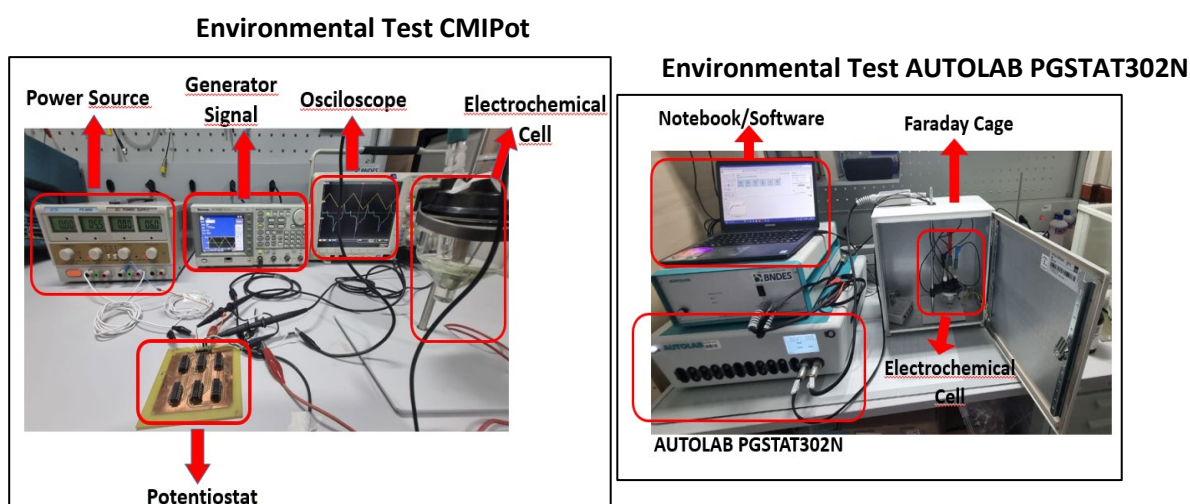 Environmental Test CMIPot
Power Source
Generator
Signal
Osciloscope
Electrochemical
Cell
Potentiostat
Environmental Test AUTOLAB PGSTAT302N
Notebook/Software
Faraday Cage
BNDES
AUTOLAB
Electrochemical
Cell
AUTOLAB PGSTAT302N